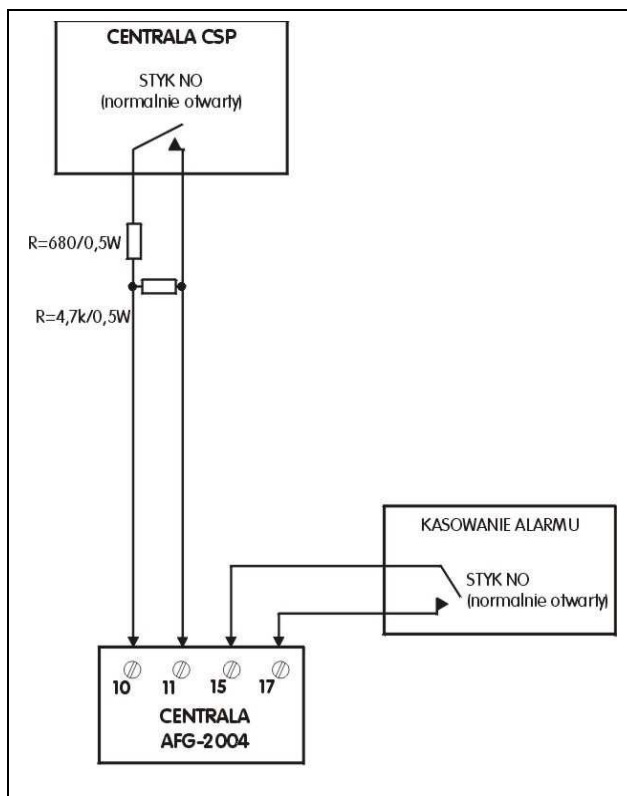 CENTRALA CSP
STYK NO
(normalnie otwarty)
R=680/0,5W
R=4,7k/0,5W
KASOWANIE ALARMU
STYK NO
(normalnie otwarty)
10 11 15 17
CENTRALA
AFG-2004